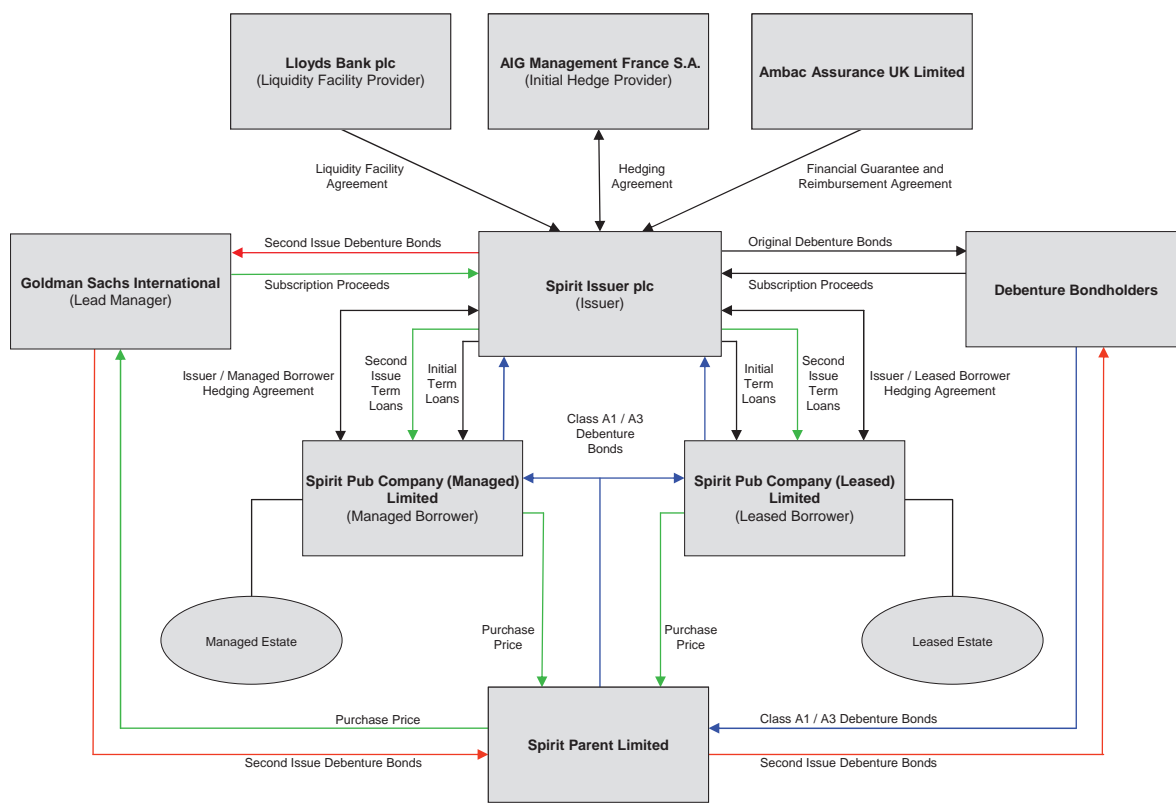 Lloyds Bank plc
(Liquidity Facility Provider)
AIG Management France S.A.
(Initial Hedge Provider)
Ambac Assurance UK Limited
Liquidity Facility
Agreement
Hedging
Agreement
Financial Guarantee and
Reimbursement Agreement
Second Issue Debenture Bonds
Original Debenture Bonds
Goldman Sachs International
(Lead Manager)
Subscription Proceeds
Spirit Issuer plc
(Issuer)
Subscription Proceeds
Debenture Bondholders
Issuer / Managed Borrower
Hedging Agreement
Second
Issue
Term
Loans
Initial
Term
Loans
Initial
Term
Loans
Second
Issue
Term
Loans
Issuer / Leased Borrower
Hedging Agreement
Class A1 / A3
Debenture
Bonds
Spirit Pub Company (Managed)
Limited
(Managed Borrower)
Spirit Pub Company (Leased)
Limited
(Leased Borrower)
Managed Estate
Purchase
Price
Purchase
Price
Leased Estate
Purchase Price
Class A1 / A3 Debenture Bonds
Spirit Parent Limited
Second Issue Debenture Bonds
Second Issue Debenture Bonds